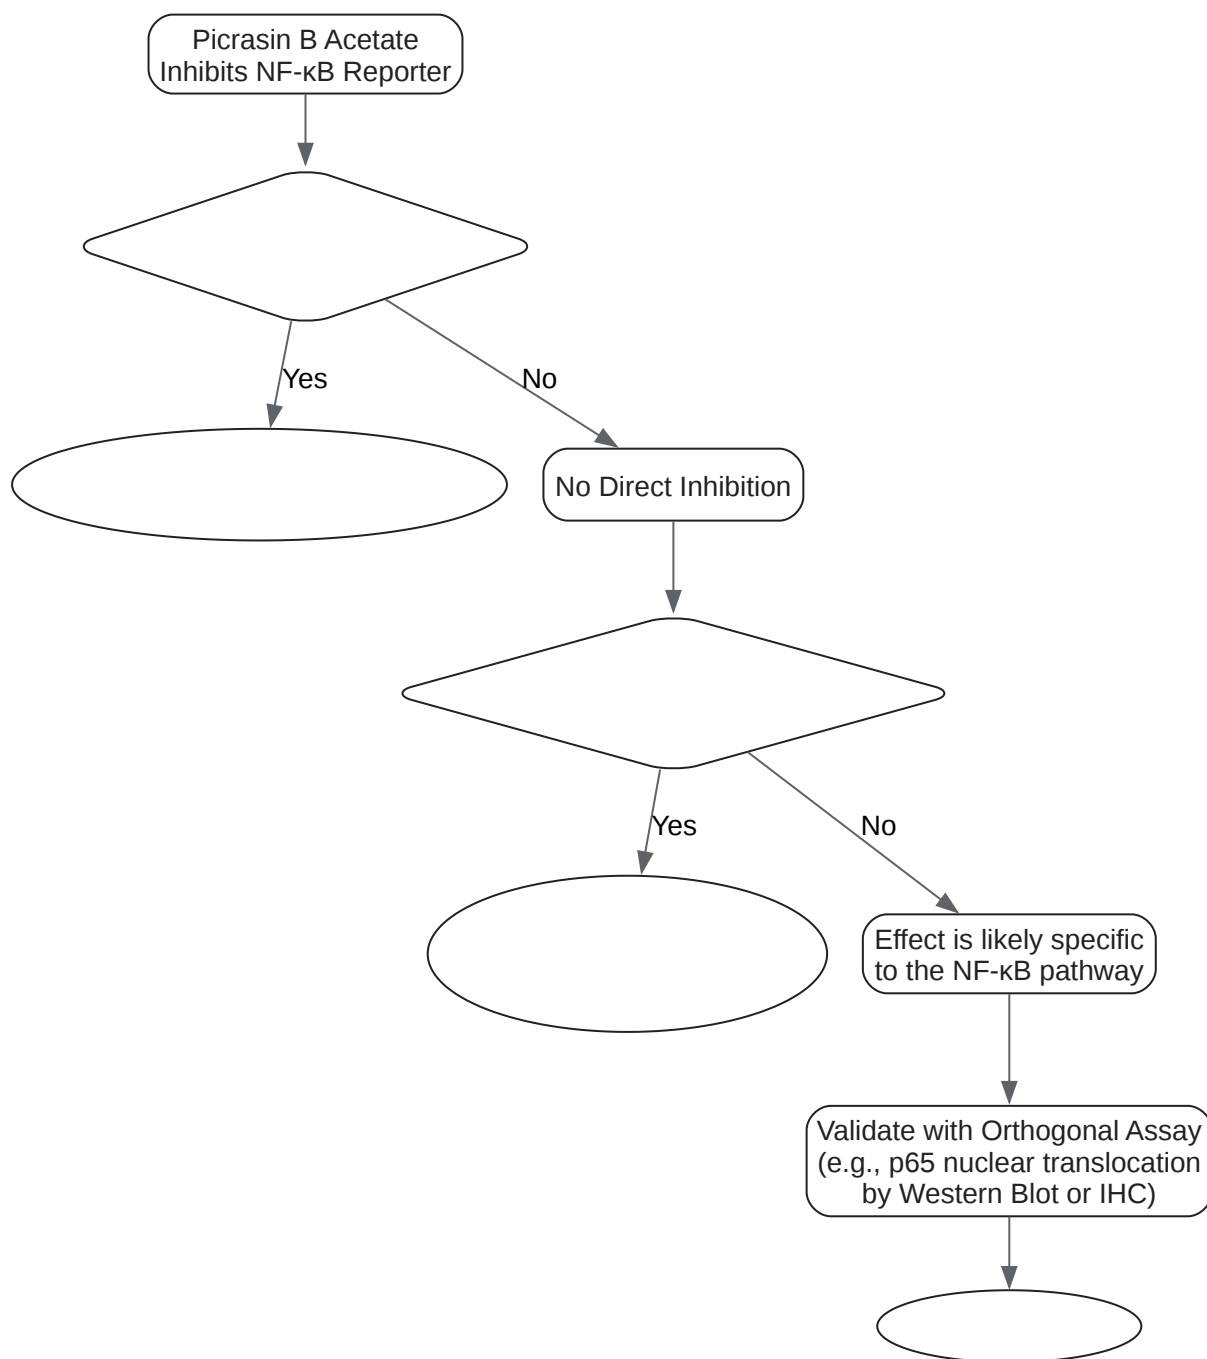 Picrasin B Acetate
Inhibits NF-κB Reporter
Yes
No
No Direct Inhibition
Yes
No
Effect is likely specific
to the NF-κB pathway
Validate with Orthogonal Assay
(e.g., p65 nuclear translocation
by Western Blot or IHC)